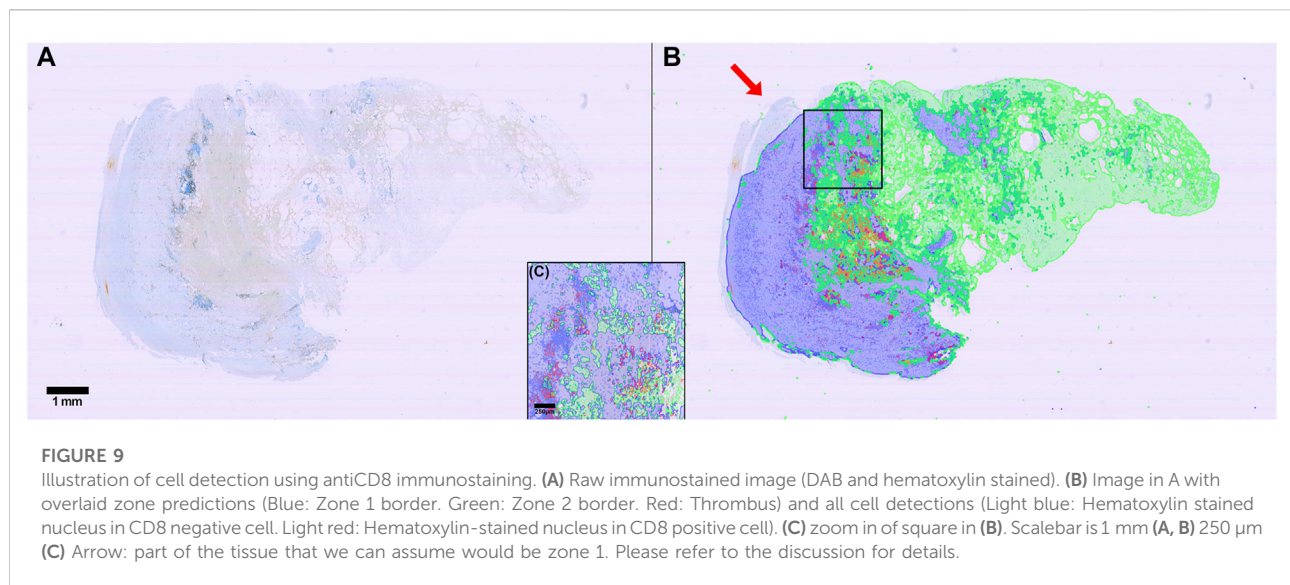 A
B
(C)
250µm
1 mm
FIGURE 9
Illustration of cell detection using antiCD8 immunostaining. (A) Raw immunostained image (DAB and hematoxylin stained). (B) Image in A with
overlaid zone predictions (Blue: Zone 1 border. Green: Zone 2 border. Red: Thrombus) and all cell detections (Light blue: Hematoxylin stained
nucleus in CD8 negative cell. Light red: Hematoxylin-stained nucleus in CD8 positive cell). (C) zoom in of square in (B). Scalebar is 1 mm (A, B) 250 µm
(C) Arrow: part of the tissue that we can assume would be zone 1. Please refer to the discussion for details.